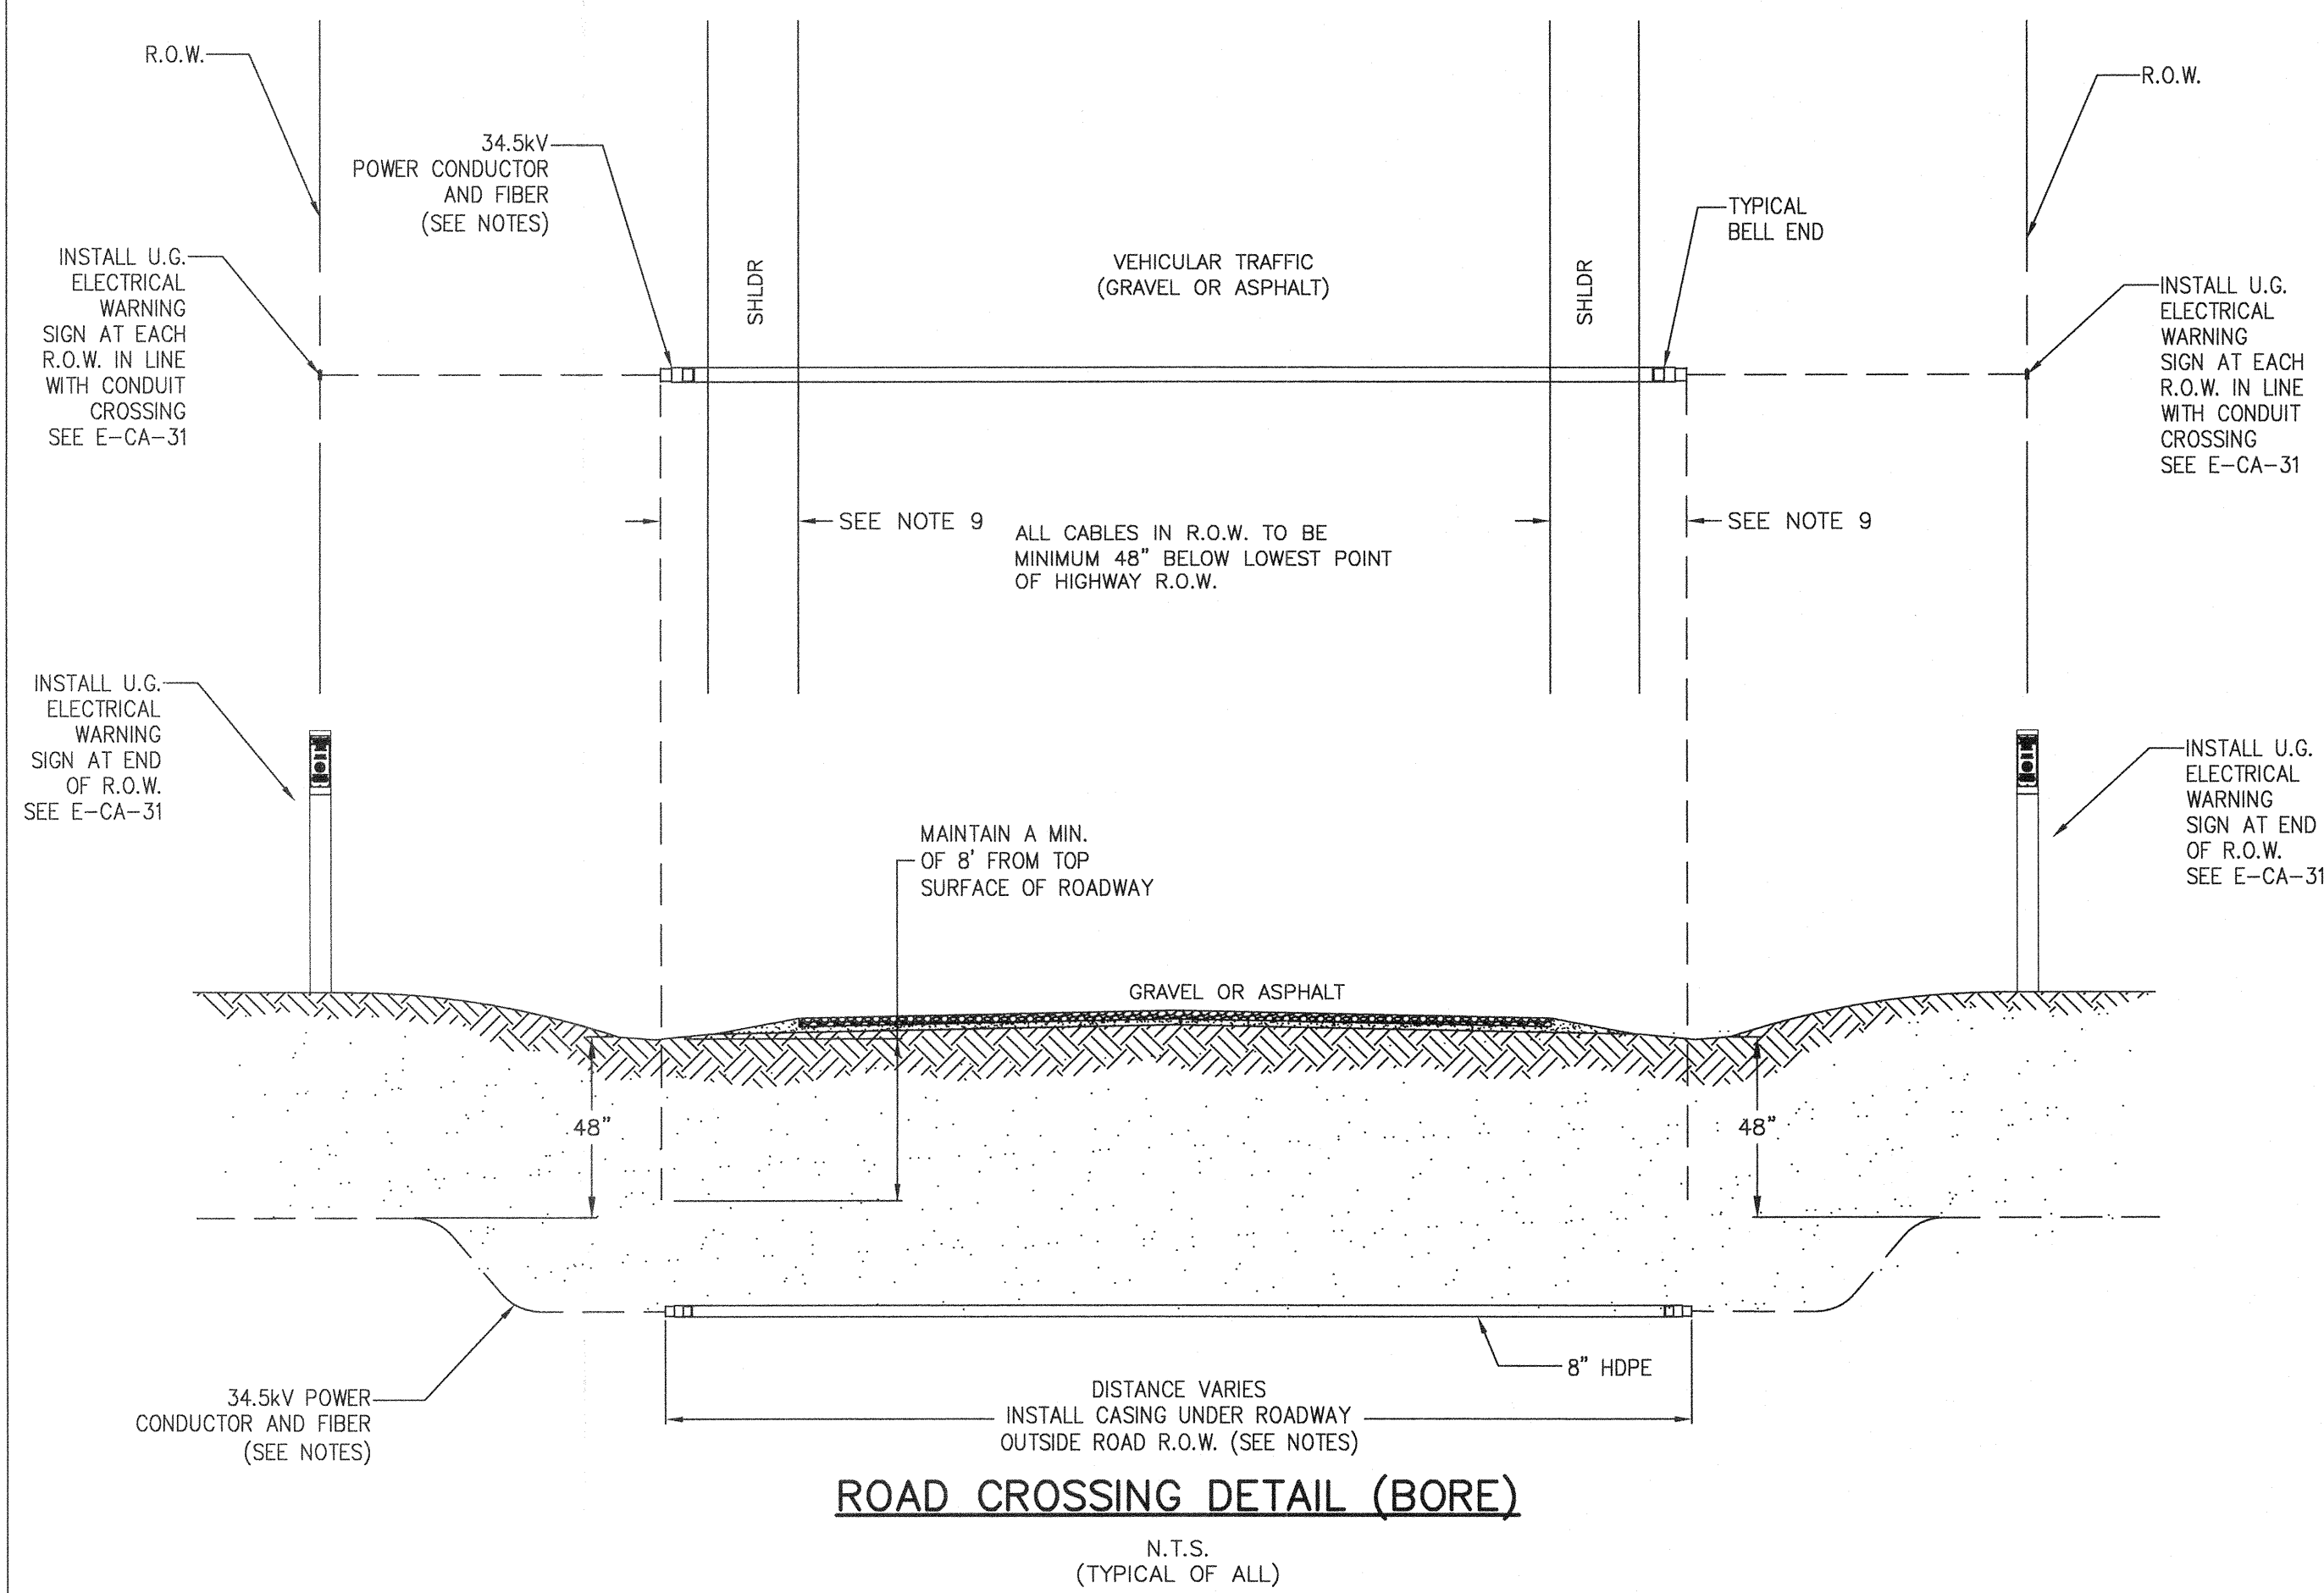 R.O.W.
R.O.W.
34.5kV
POWER CONDUCTOR
AND FIBER
(SEE NOTES)
TYPICAL
BELL END
INSTALL U.G.
ELECTRICAL
WARNING
SIGN AT EACH
R.O.W. IN LINE
WITH CONDUIT
CROSSING
SEE E-CA-31
SHLDR
VEHICULAR TRAFFIC
(GRAVEL OR ASPHALT)
SHLDR
INSTALL U.G.
ELECTRICAL
WARNING
SIGN AT EACH
R.O.W. IN LINE
WITH CONDUIT
CROSSING
SEE E-CA-31
SEE NOTE 9
ALL CABLES IN R.O.W. TO BE
MINIMUM 48" BELOW LOWEST POINT
OF HIGHWAY R.O.W.
SEE NOTE 9
INSTALL U.G.
ELECTRICAL
WARNING
SIGN AT END
OF R.O.W.
SEE E-CA-31
INSTALL U.G.
ELECTRICAL
WARNING
SIGN AT END
OF R.O.W.
SEE E-CA-31
MAINTAIN A MIN.
OF 8' FROM TOP
SURFACE OF ROADWAY
GRAVEL OR ASPHALT
48"
48"
8" HDPE
34.5kV POWER
CONDUCTOR AND FIBER
(SEE NOTES)
DISTANCE VARIES
INSTALL CASING UNDER ROADWAY
OUTSIDE ROAD R.O.W. (SEE NOTES)
ROAD CROSSING DETAIL (BORE)
N.T.S.
(TYPICAL OF ALL)